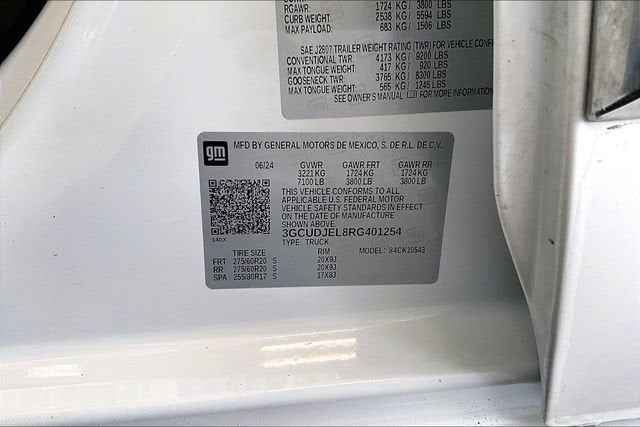 RGAWR: 1724 KG/ 3800 LBS
CURB WEIGHT: 2538 KG/ 5594 LBS
MAX PAYLOAD: 683 KG/ 1506 LBS
SAE J2807 TRAILER WEIGHT RATING (TWR) FOR VEHICLE CONFI
CONVENTIONAL TWR: 4173 KG/ 9200 LBS
MAX TONGUE WEIGHT: 417 KG/ 920 LBS
GOOSENECK TWR: 3765 KG/ 8300 LBS
MAX TONGUE WEIGHT: 565 KG/ 1245 LBS
SEE OWNER'S MANUAL FOR MORE INFORMATION
gm MFD BY GENERAL MOTORS DE MEXICO, S. DE R.L. DE C.V.
06/24 GVWR GAWR FRT GAWR RR
3221 KG 1724 KG 1724 KG
7100 LB 3800 LB 3800 LB
THIS VEHICLE CONFORMS TO ALL
APPLICABLE U.S. FEDERAL MOTOR
VEHICLE SAFETY STANDARDS IN EFFECT
ON THE DATE OF MANUFACTURE
SHOWN ABOVE.
3GCUDJEL8RG401254
140X TYPE: TRUCK MODEL: 84CK10543
TIRE SIZE RIM
FRT 275/60R20 S 20X9J
RR 275/60R20 S 20X9J
SPA 255/80R17 S 17X8J